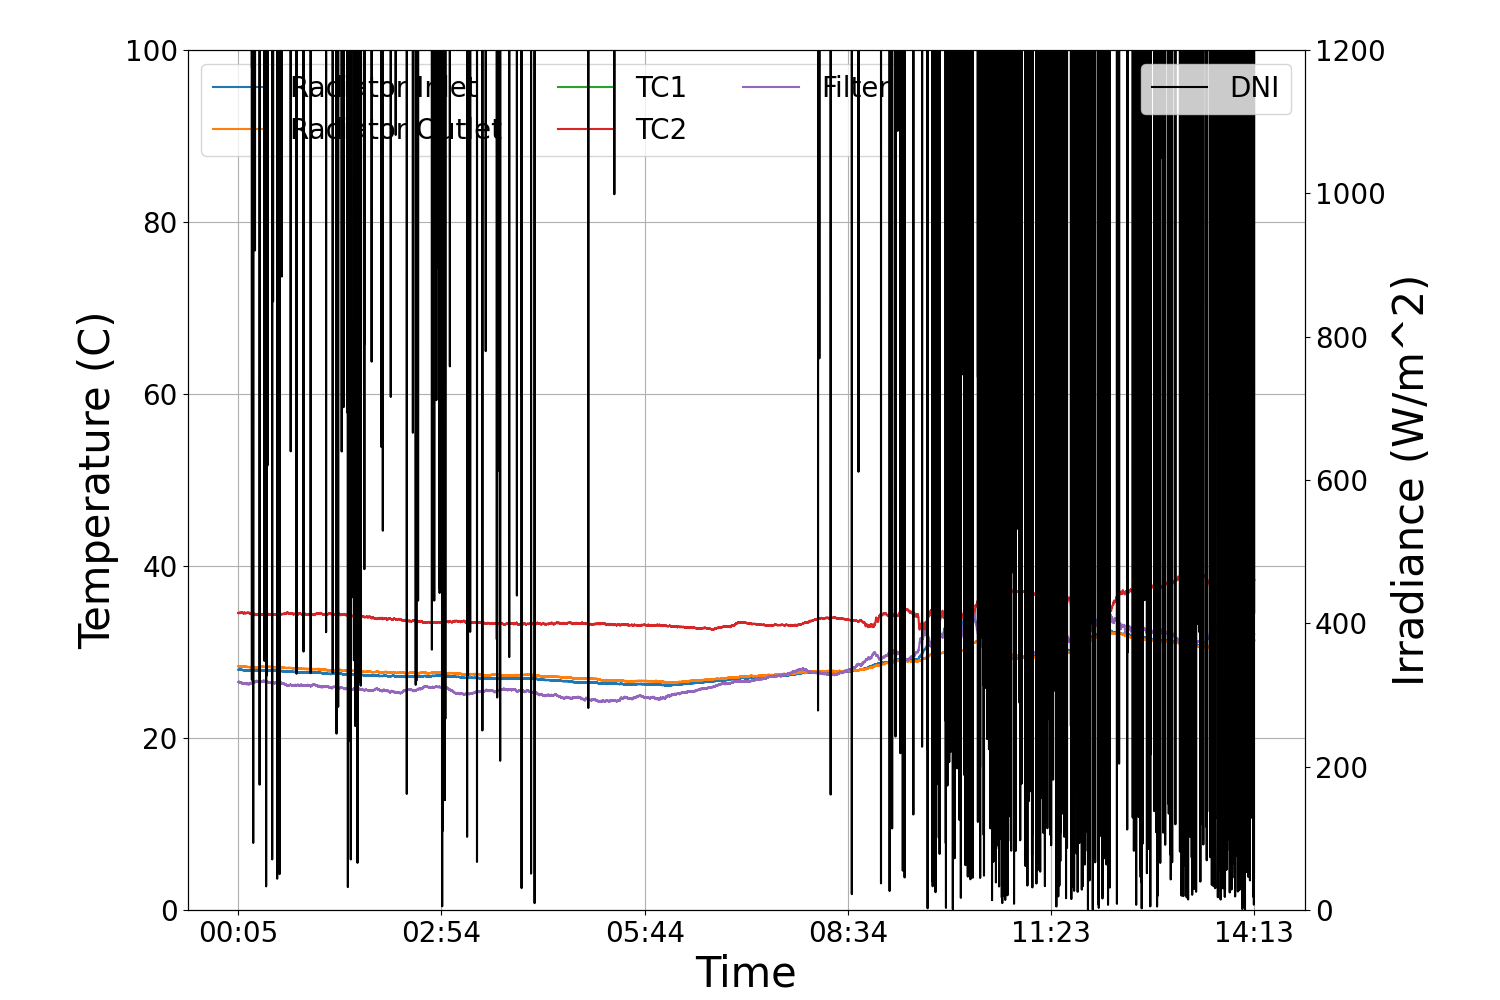 100
80
60
40
20
0
Temperature (C)
Radiator Inlet
Radiator Outlet
TC1
TC2
Filter
DNI
1200
1000
800
600
400
200
0
Irradiance (W/m^2)
00:05
02:54
05:44
08:34
11:23
14:13
Time